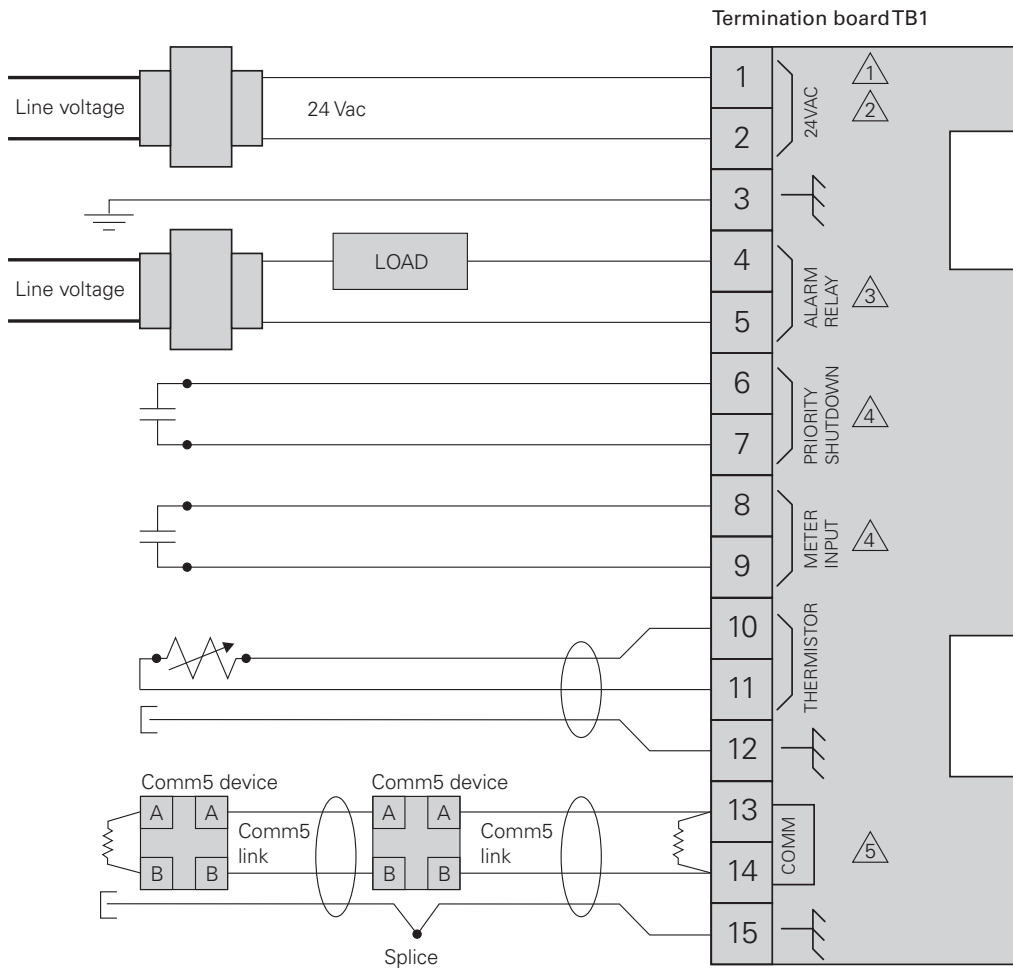 Termination board TB1
Line voltage
24 Vac
1
2
24VAC
1
2
3
Line voltage
LOAD
4
5
ALARM
RELAY
3
6
7
PRIORITY
SHUTDOWN
4
8
9
METER
INPUT
4
10
11
THERMISTOR
12
Comm5 device
Comm5 device
A A
B B
Comm5
link
A A
B B
Comm5
link
13
14
COMM
5
15
Splice